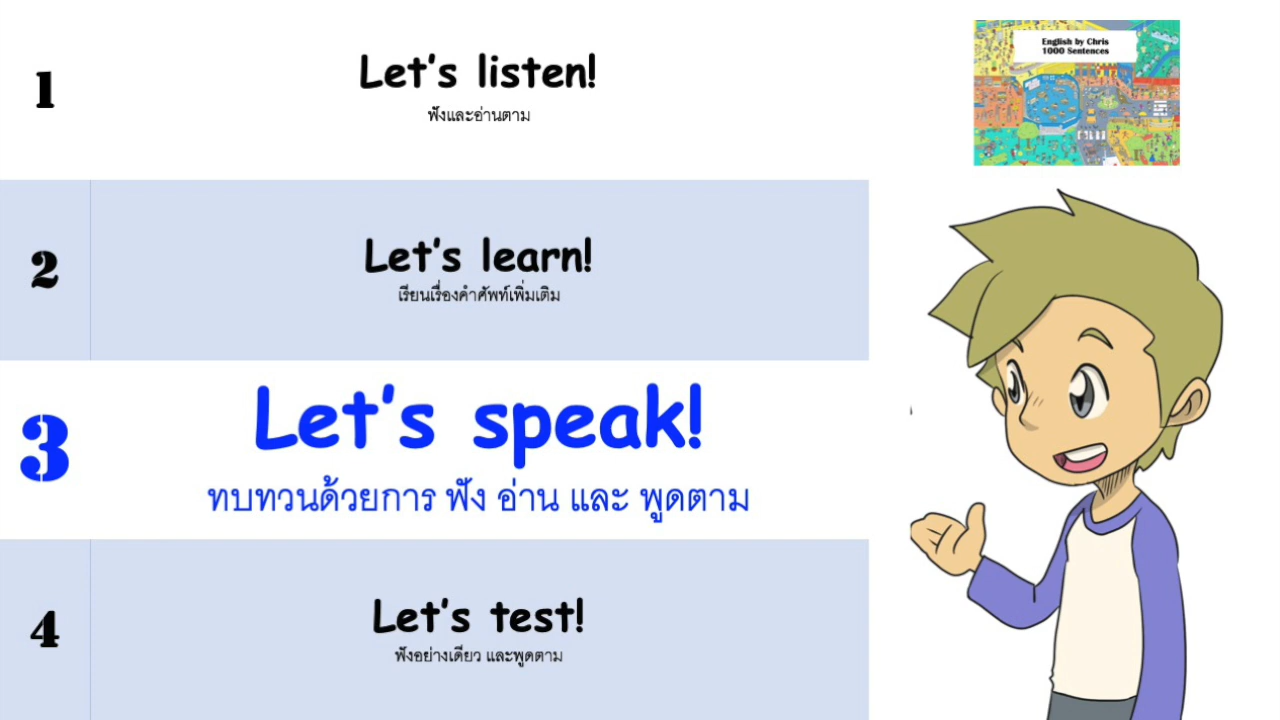 1
Let's listen!
ฟังและอ่านตาม
English by Chris
1000 Sentences
2
Let's learn!
เรียนเรื่องคำศัพท์เพิ่มเติม
3
Let's speak!
ทบทวนด้วยการ ฟัง อ่าน และ พูดตาม
4
Let's test!
ฟังอย่างเดียว และพูดตาม